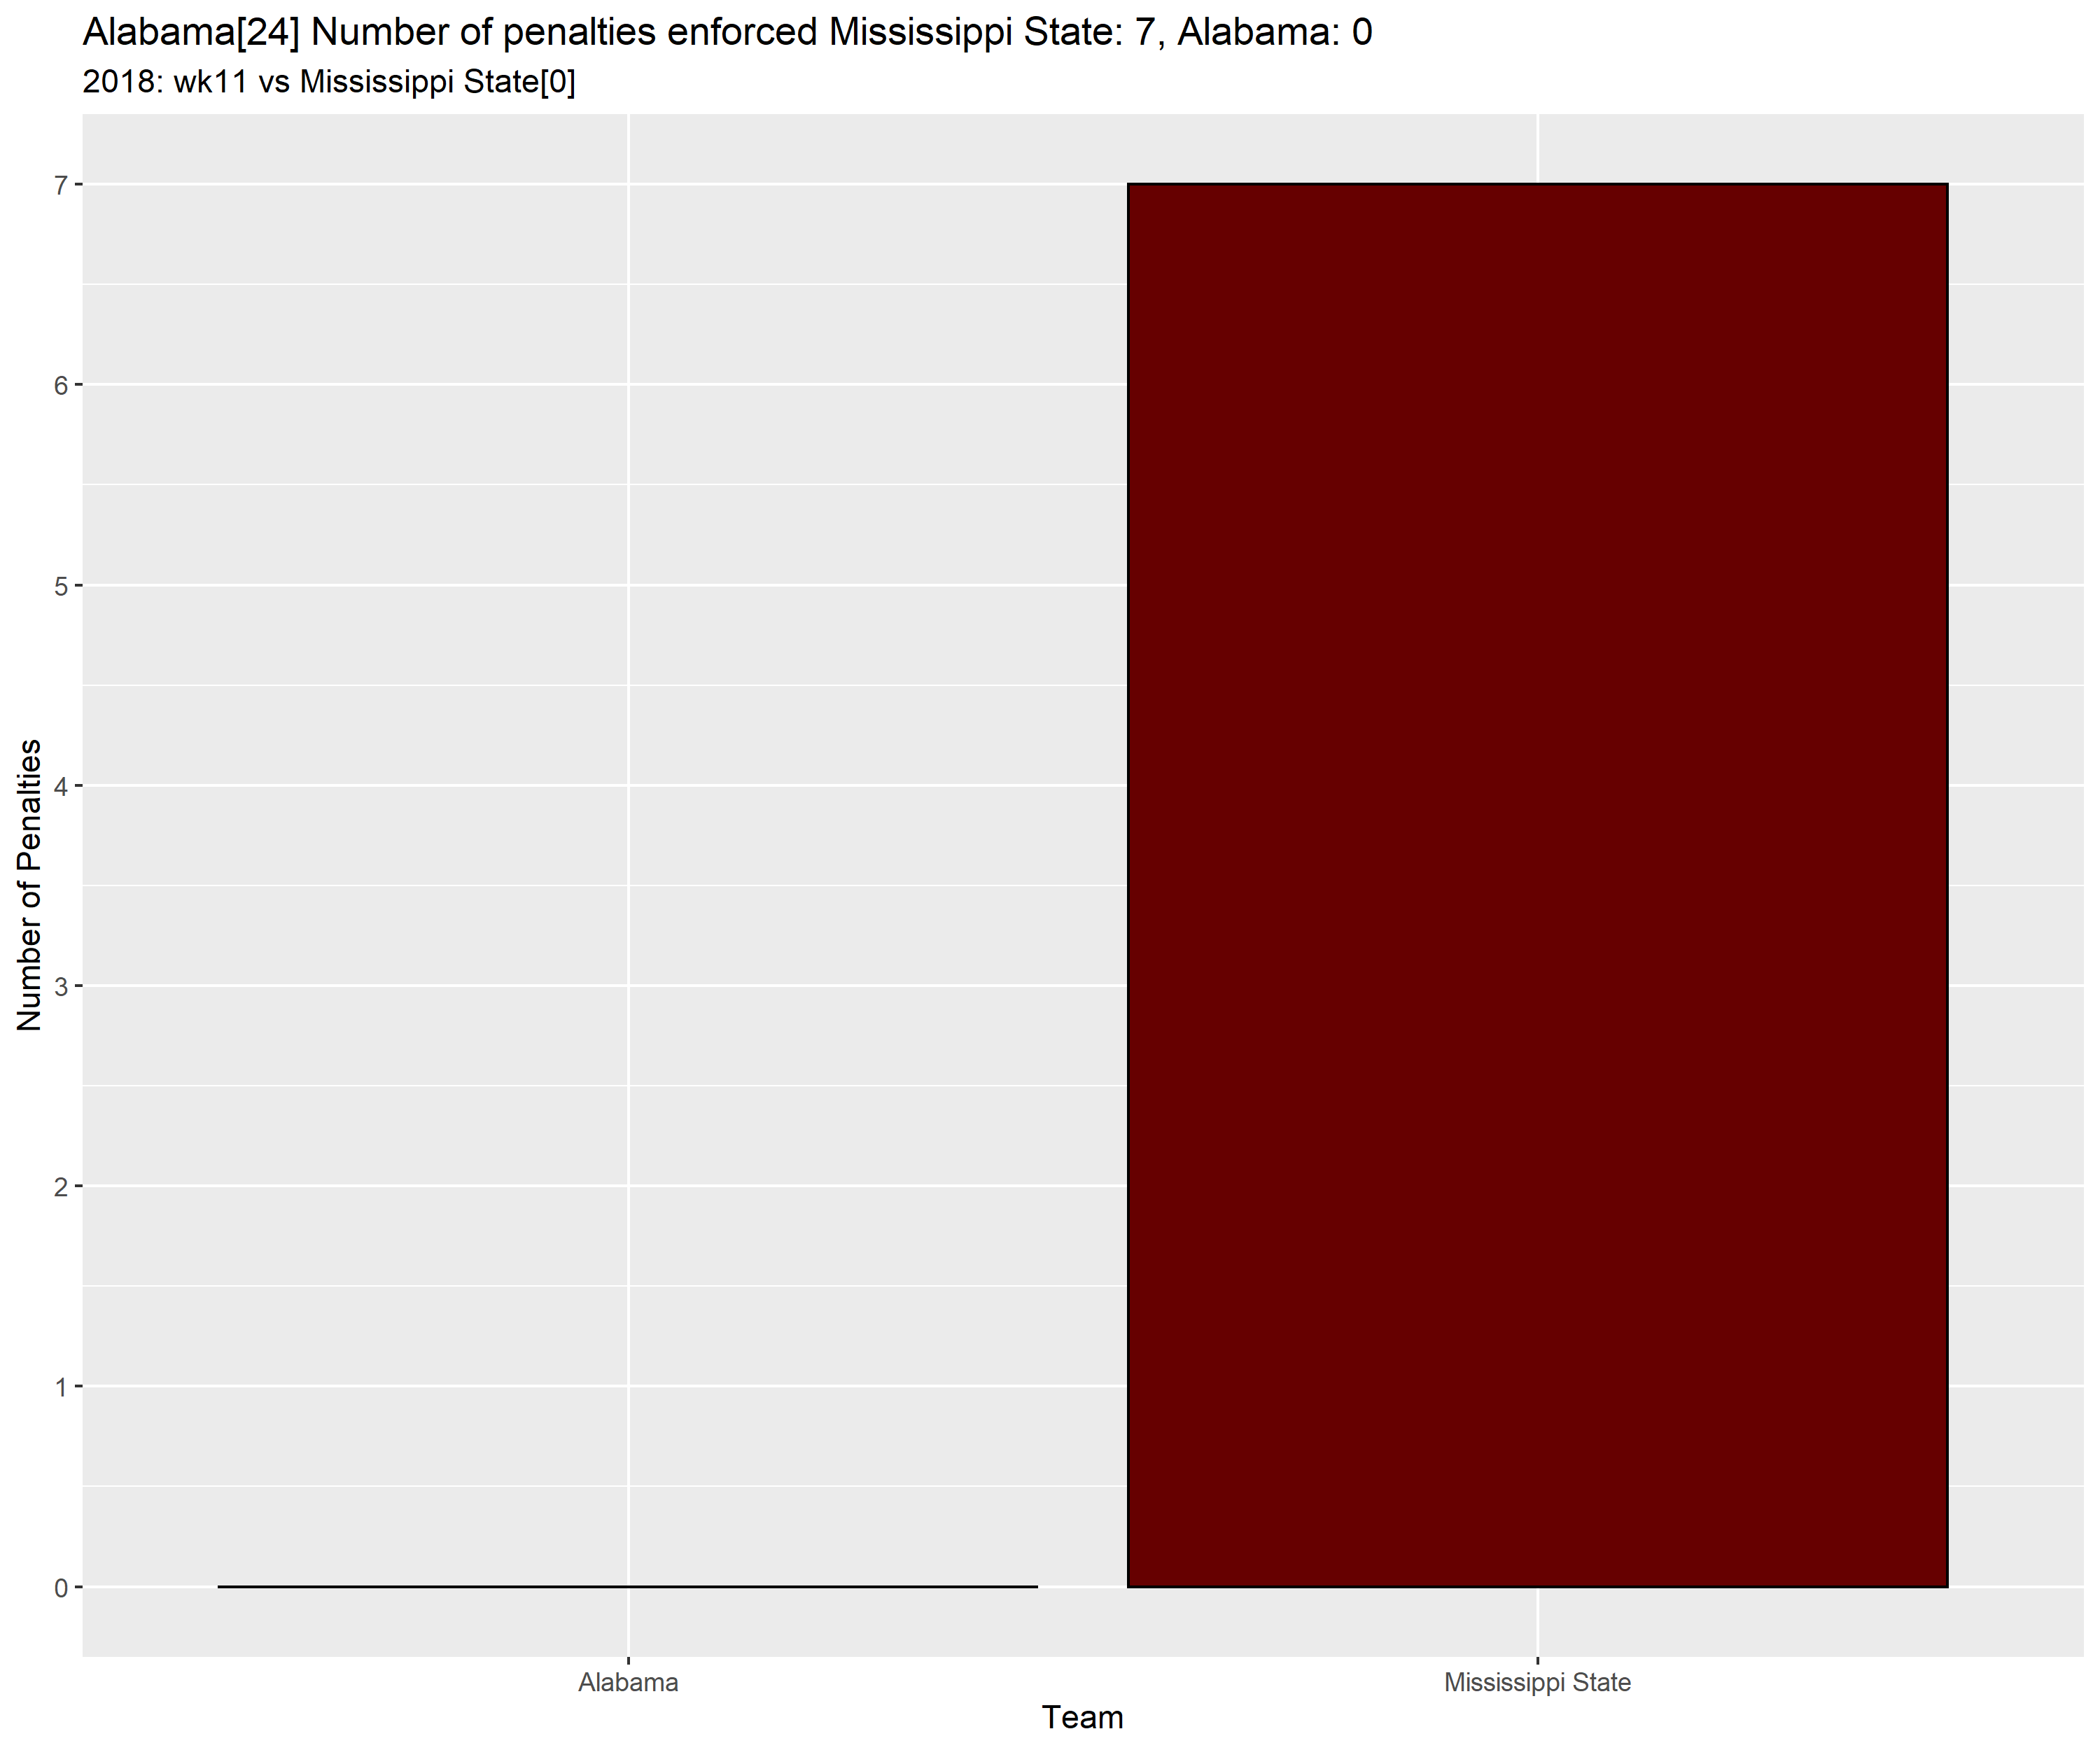 Alabama[24] Number of penalties enforced Mississippi State: 7, Alabama: 0
2018: wk11 vs Mississippi State[0]
Number of Penalties
7
6
5
4
3
2
1
0
Alabama
Mississippi State
Team